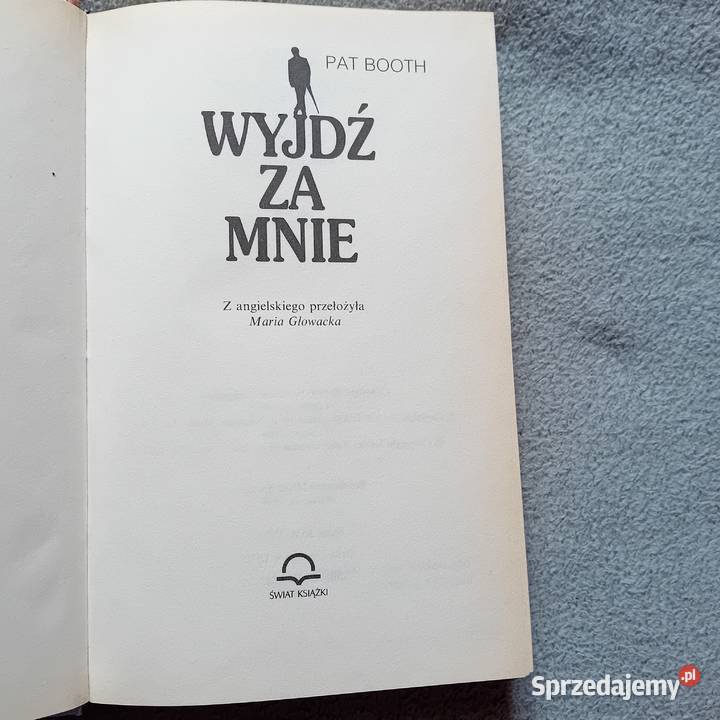 PAT BOOTH
WYJDŹ
ZA
MNIE
Z angielskiego przełożyła
Maria Głowacka
ŚWIAT KSIĄŻKI
Sprzedajemy.pl